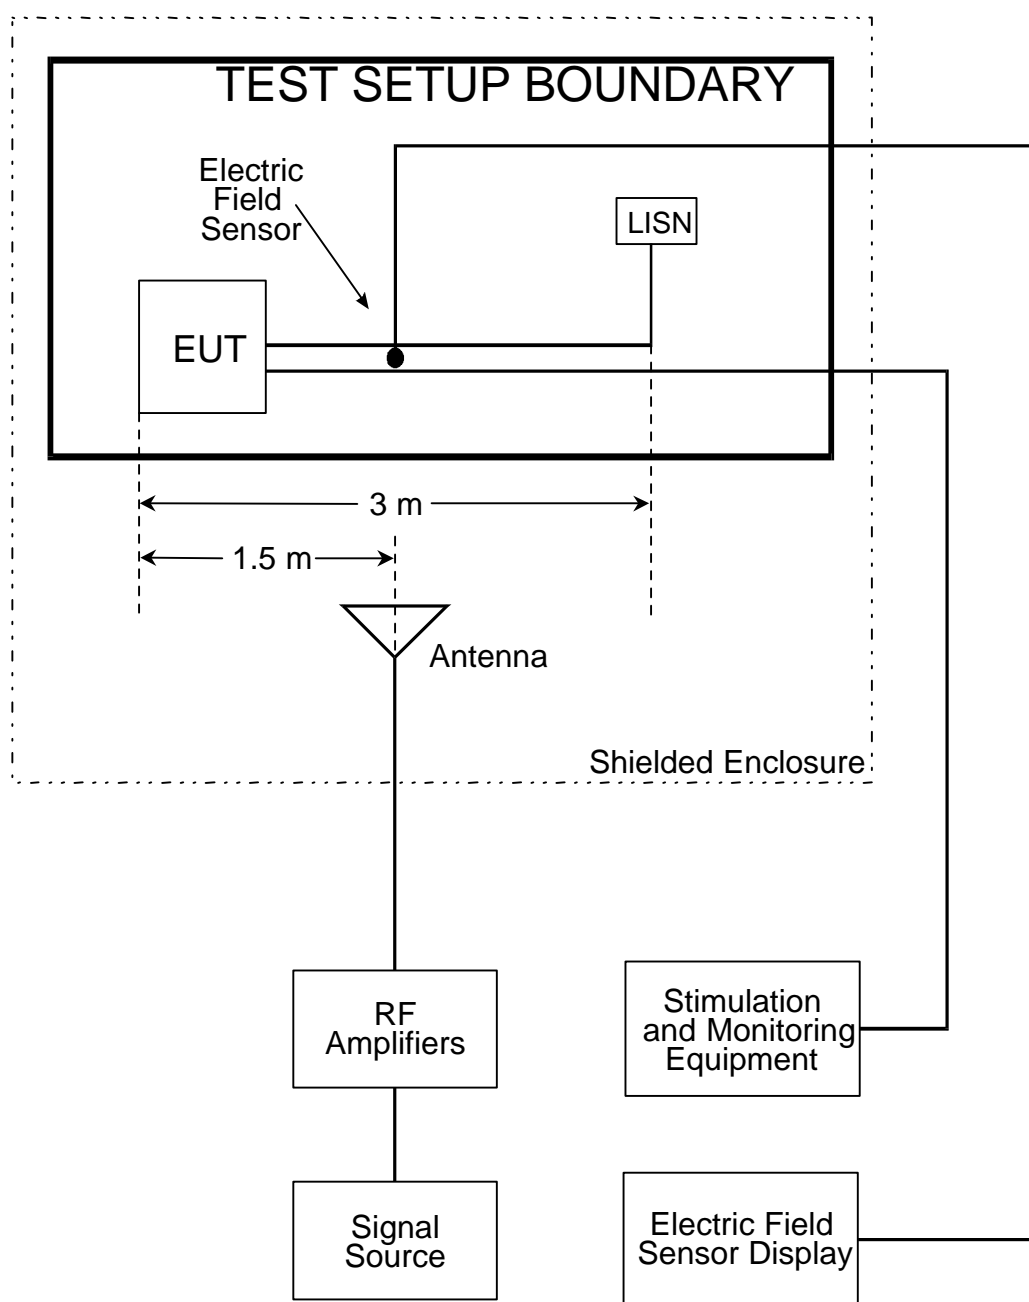 TEST SETUP BOUNDARY
Electric
Field
Sensor
LISN
EUT
3 m
1.5 m
Antenna
Shielded Enclosure
RF
Amplifiers
Stimulation
and Monitoring
Equipment
Signal
Source
Electric Field
Sensor Display